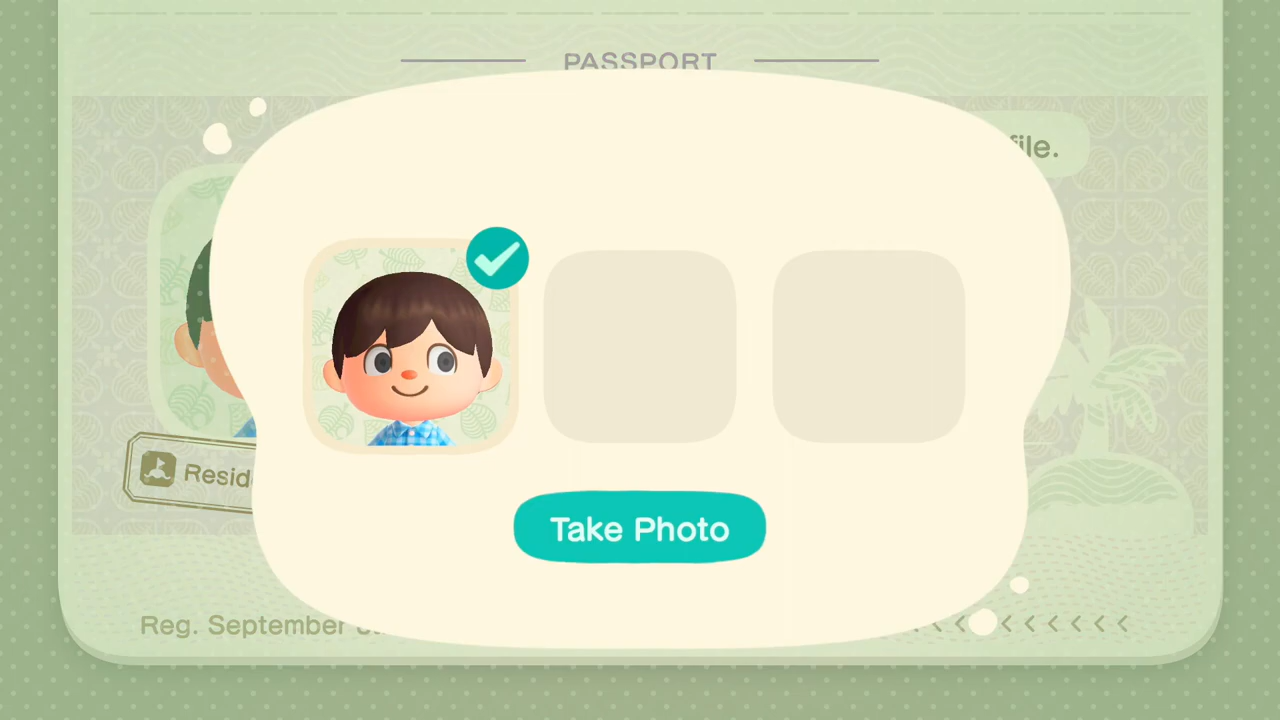 PASSPORT
file.
Resid
Take Photo
Reg. September